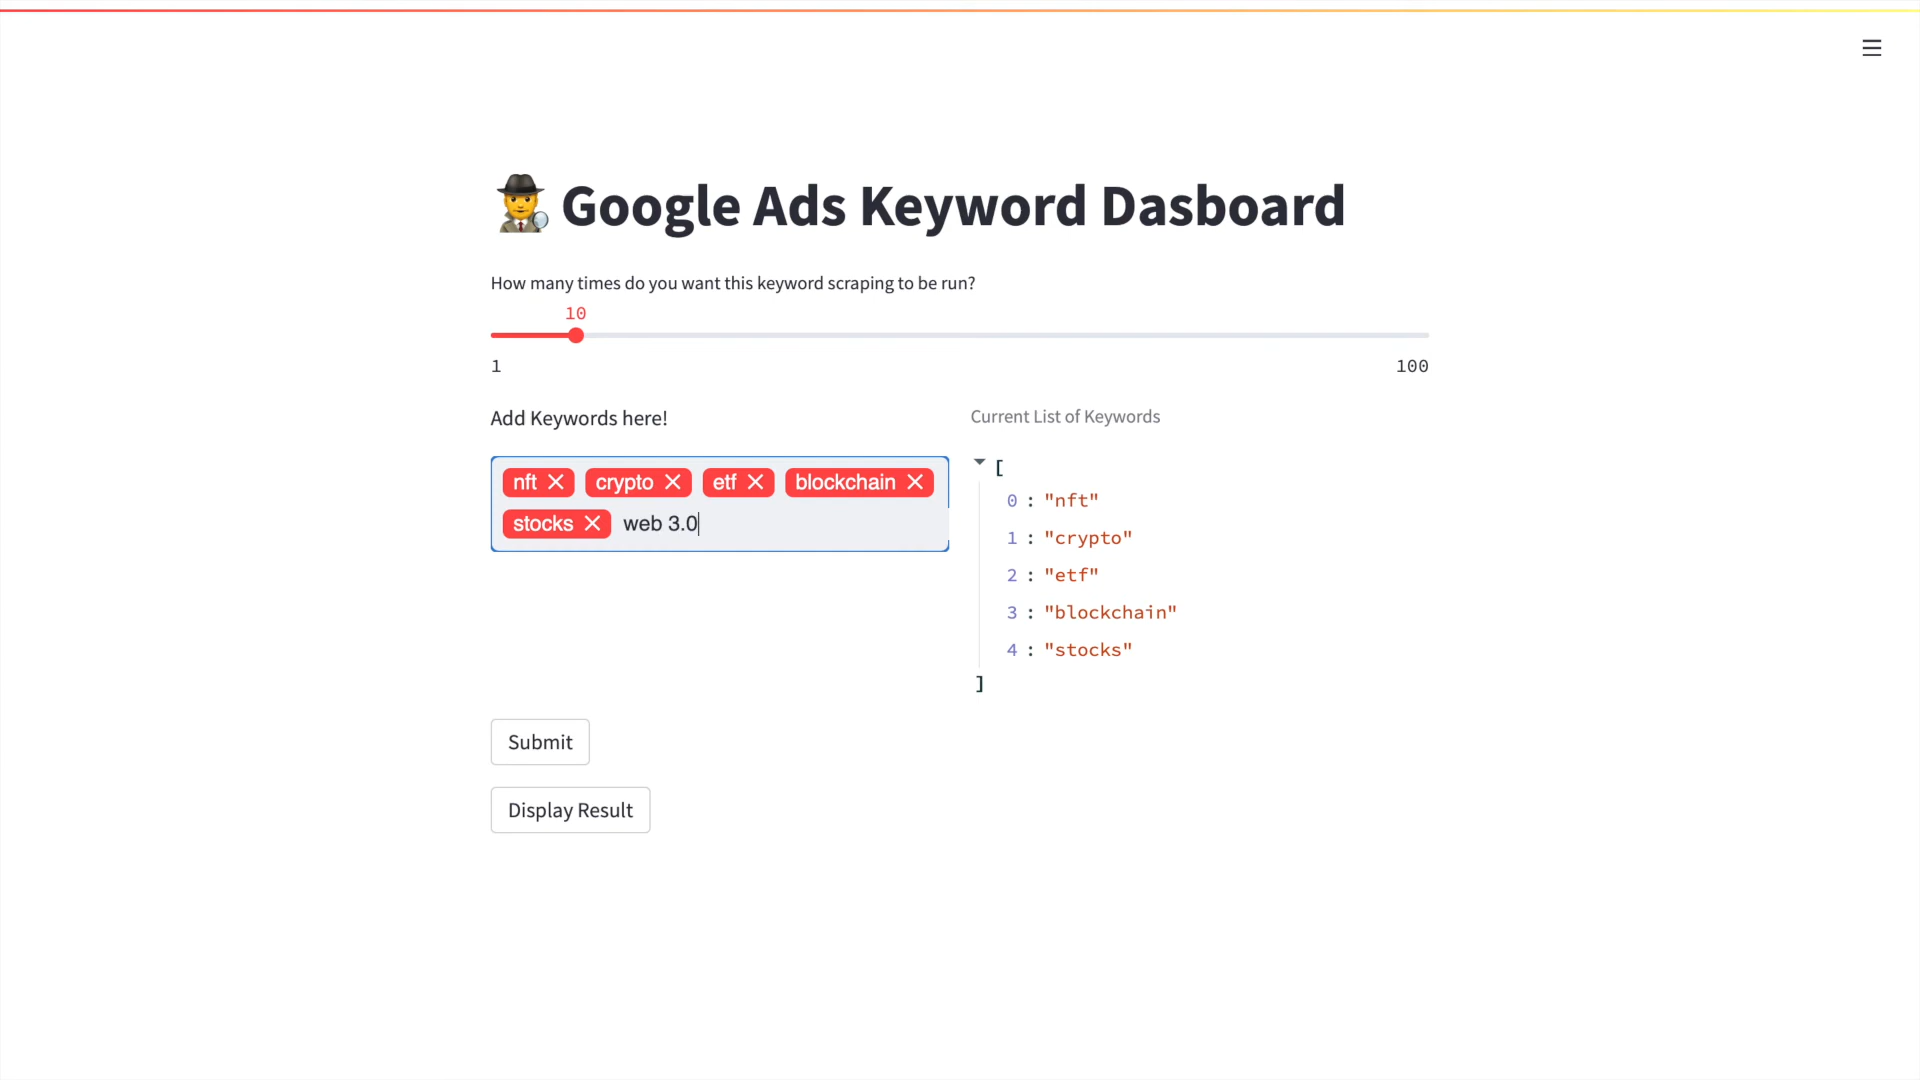 Google Ads Keyword Dasboard
How many times do you want this keyword scraping to be run?
10
1 100
Add Keywords here!
nft crypto etf blockchain
stocks web 3.0
Current List of Keywords
[
0 : "nft"
1 : "crypto"
2 : "etf"
3 : "blockchain"
4 : "stocks"
]
Submit
Display Result